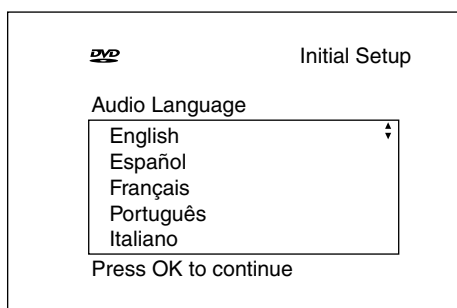 DVD Initial Setup
Audio Language
English
Español
Français
Português
Italiano
Press OK to continue